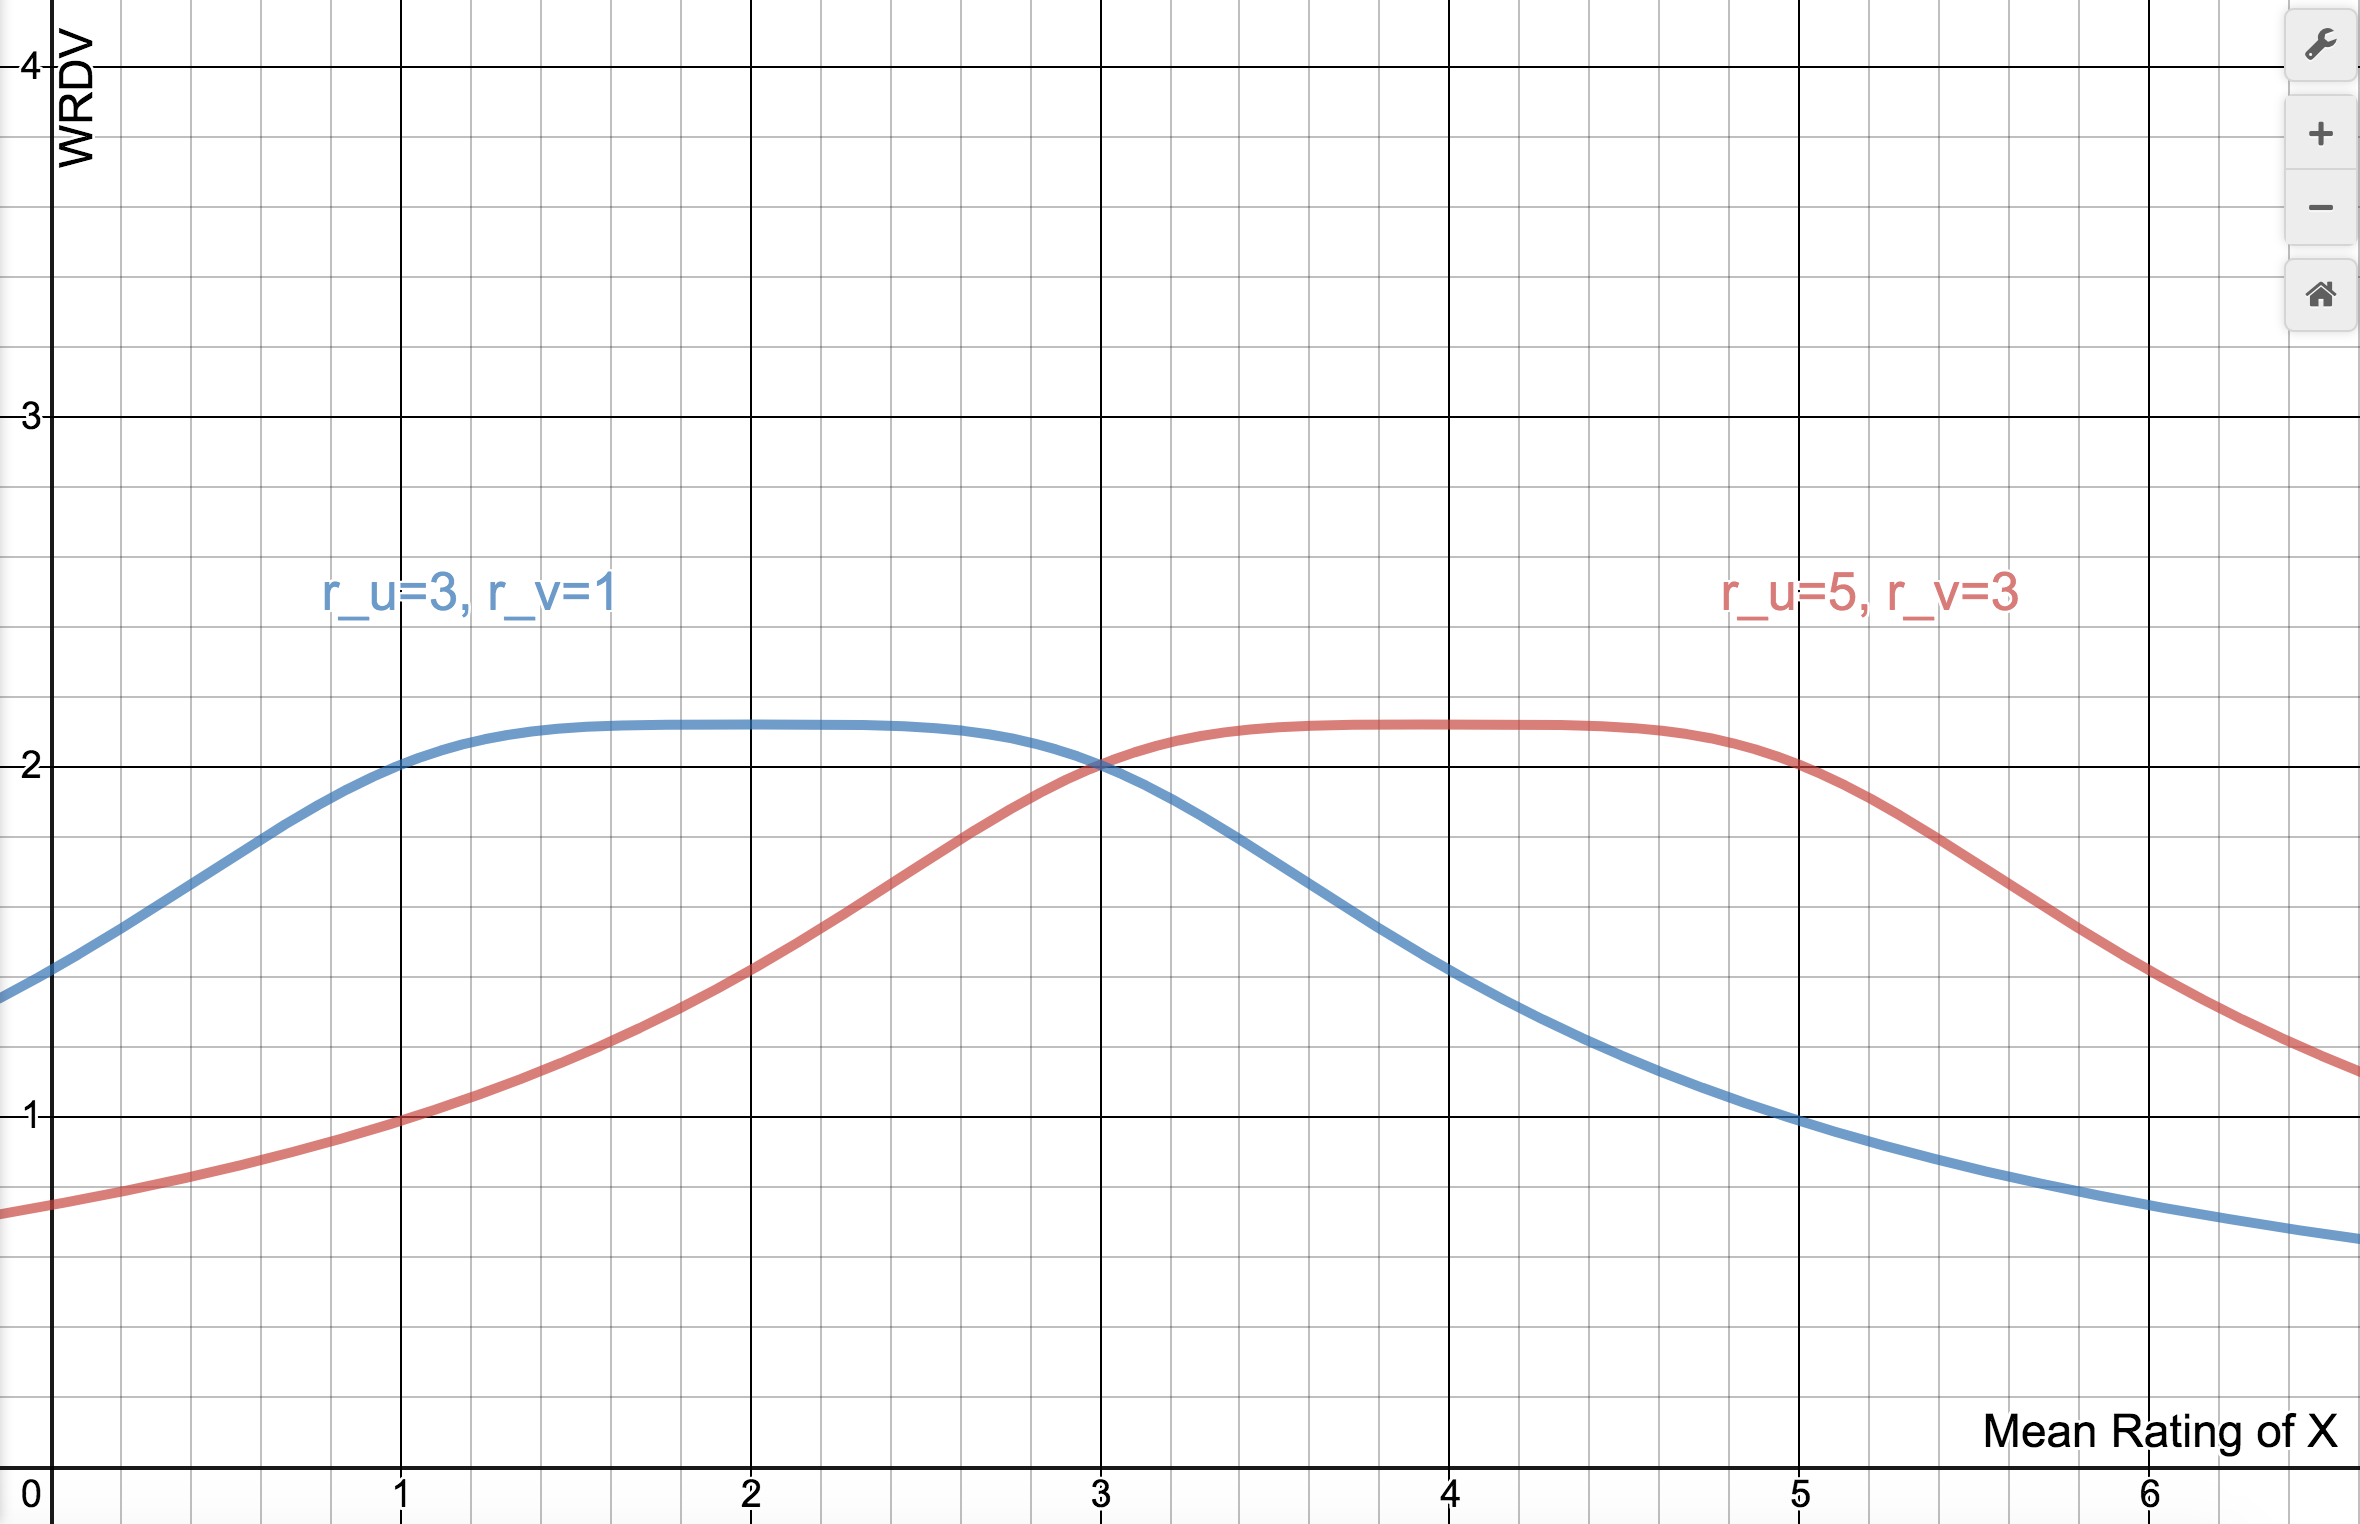 WRDV
4
3
r_u=3, r_v=1
r_u=5, r_v=3
2
1
Mean Rating of X
0
1
2
3
4
5
6